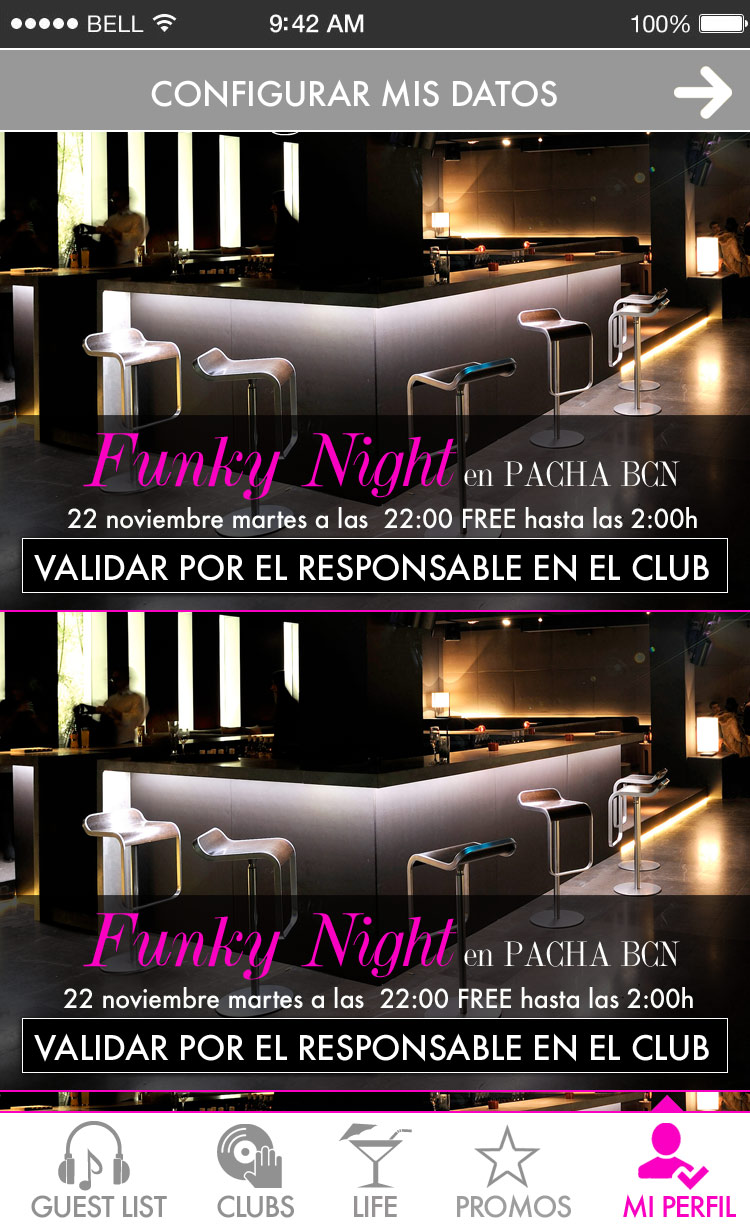 BELL 9:42 AM 100%
CONFIGURAR MIS DATOS
Funky Night en PACHA BCN
22 noviembre martes a las 22:00 FREE hasta las 2:00h
VALIDAR POR EL RESPONSABLE EN EL CLUB
Funky Night en PACHA BCN
22 noviembre martes a las 22:00 FREE hasta las 2:00h
VALIDAR POR EL RESPONSABLE EN EL CLUB
GUEST LIST CLUBS LIFE PROMOS MI PERFIL